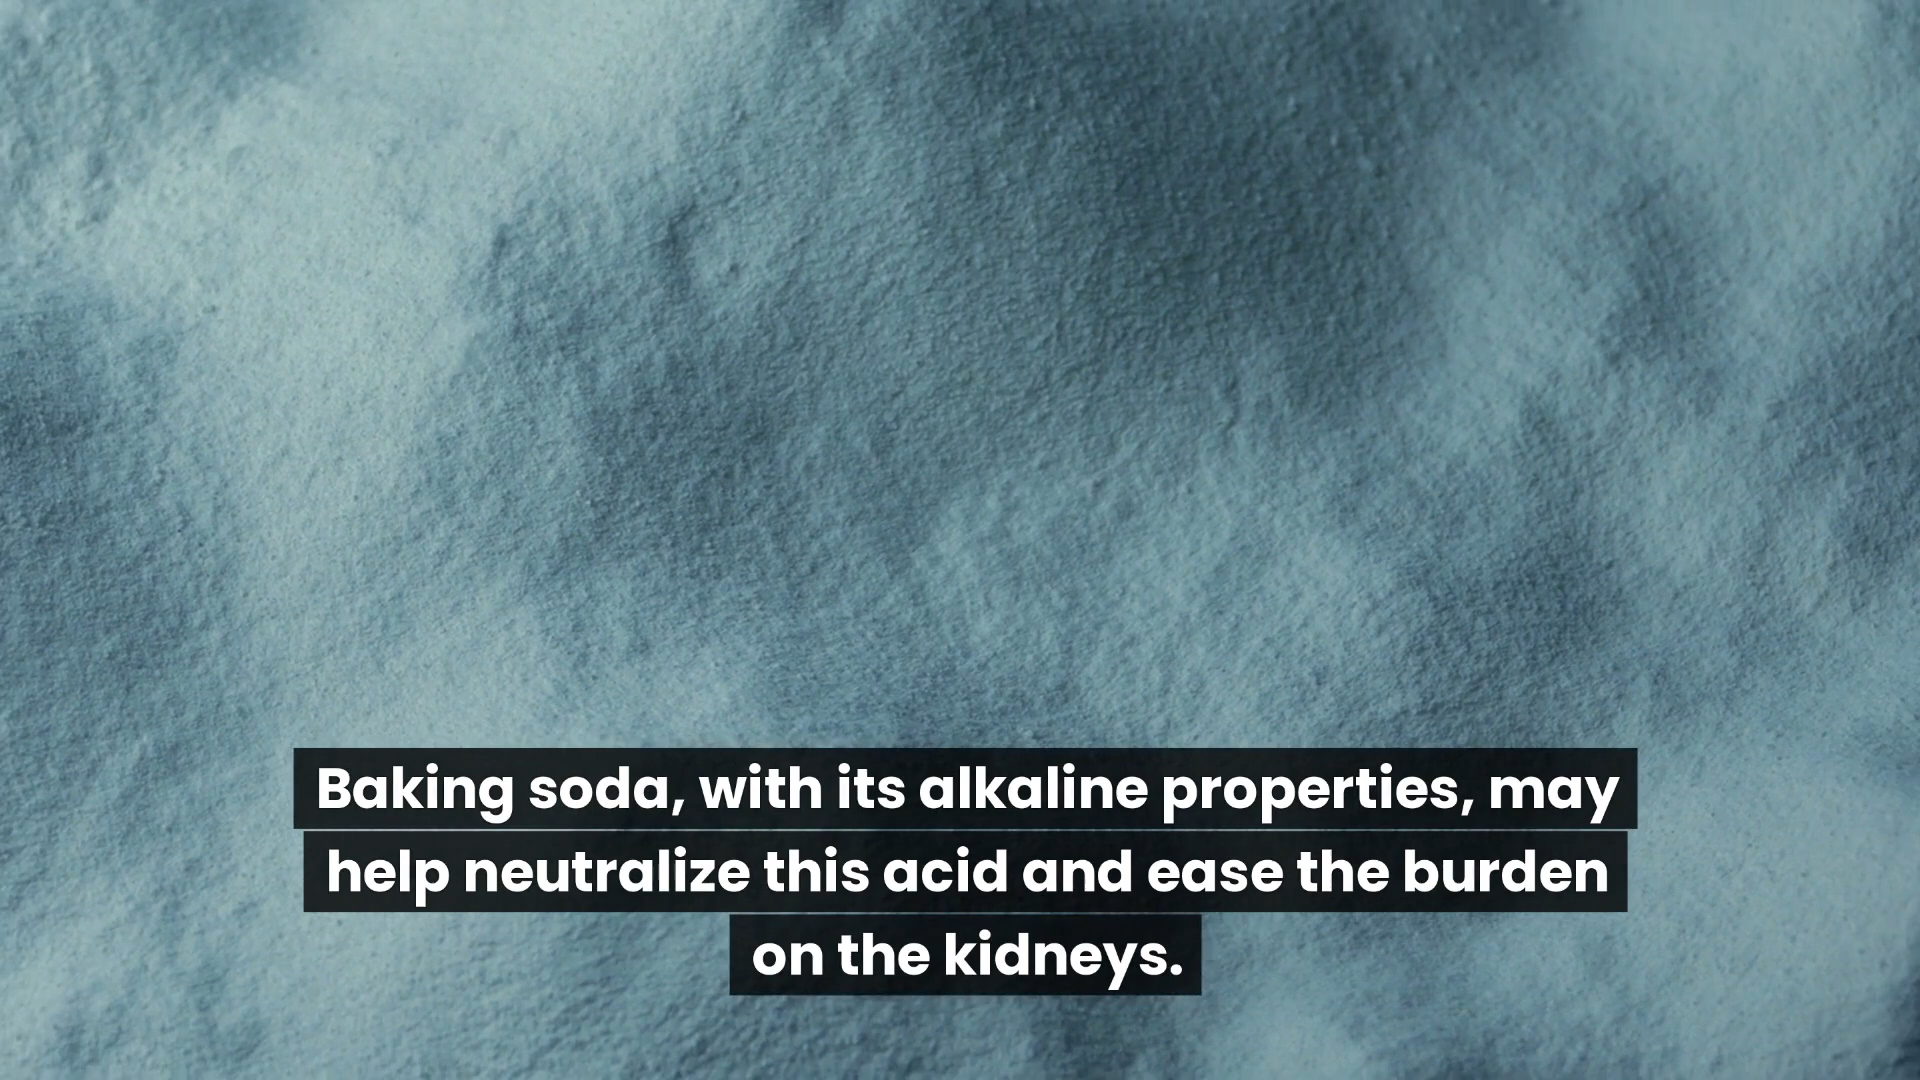 Baking soda, with its alkaline properties, may
help neutralize this acid and ease the burden
on the kidneys.